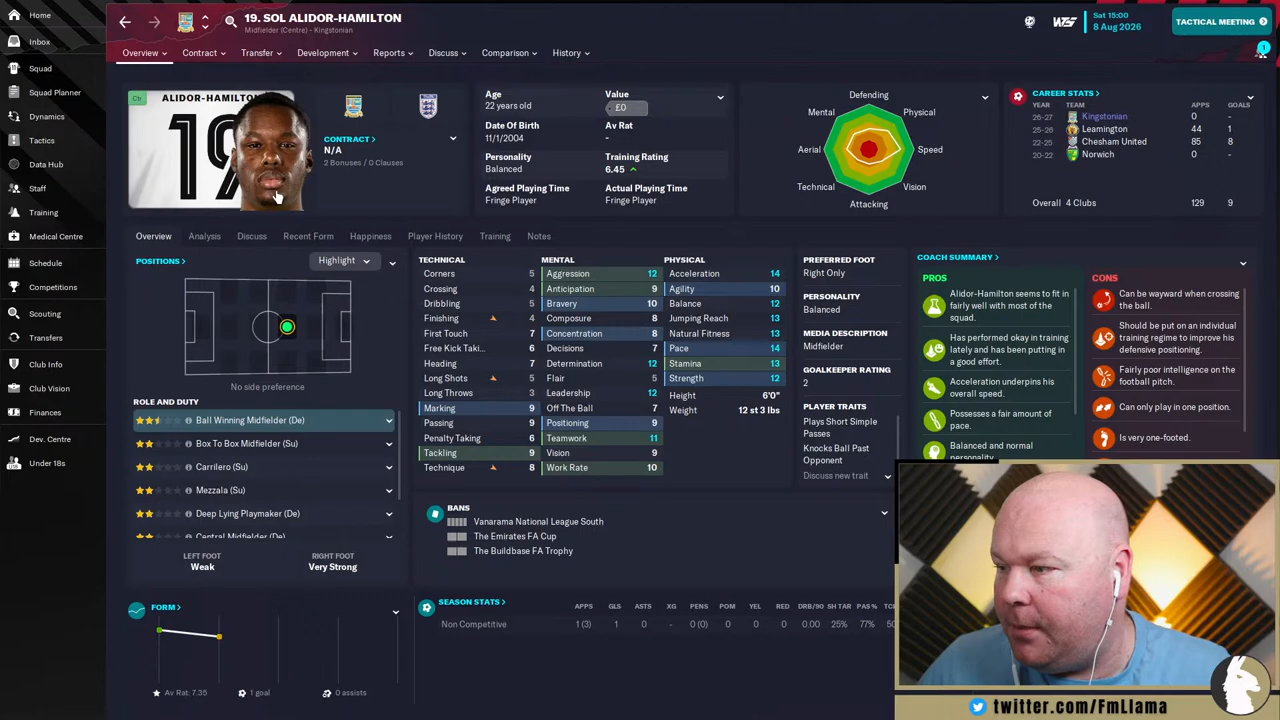 Home
Inbox
Squad
Squad Planner
Dynamics
Tactics
Data Hub
Staff
Training
Medical Centre
Schedule
Competitions
Scouting
Transfers
Club Info
Club Vision
Finances
Dev. Centre
Under 18s
19. SOL ALIDOR-HAMILTON
Midfielder (Centre) - Kingstonian
Sat 15:00
8 Aug 2026
TACTICAL MEETING
1
Overview
Contract
Transfer
Development
Reports
Discuss
Comparison
History
Ctr
ALIDOR-HAMILTON
19
CONTRACT
N/A
2 Bonuses / 0 Clauses
Age
22 years old
Value
£0
Date Of Birth
11/1/2004
Av Rat
-
Personality
Balanced
Training Rating
6.45
Agreed Playing Time
Fringe Player
Actual Playing Time
Fringe Player
Defending
Mental
Physical
Aerial
Speed
Technical
Vision
Attacking
CAREER STATS
YEAR TEAM APPS GOALS
26-27 Kingstonian 0 -
25-26 Leamington 44 1
22-25 Chesham United 85 8
20-22 Norwich - -
Overall 4 Clubs 129 9
Overview
Analysis
Discuss
Recent Form
Happiness
Player History
Training
Notes
POSITIONS
Highlight
No side preference
ROLE AND DUTY
Ball Winning Midfielder (De)
Box To Box Midfielder (Su)
Carrilero (Su)
Mezzala (Su)
Deep Lying Playmaker (De)
Central Midfielder (De)
LEFT FOOT
Weak
RIGHT FOOT
Very Strong
TECHNICAL
Corners 5
Crossing 4
Dribbling 5
Finishing 4
First Touch 7
Free Kick Taki... 6
Heading 7
Long Shots 5
Long Throws 3
Marking 9
Passing 9
Penalty Taking 6
Tackling 9
Technique 8
MENTAL
Aggression 12
Anticipation 9
Bravery 10
Composure 8
Concentration 8
Decisions 7
Determination 12
Flair 5
Leadership 12
Off The Ball 7
Positioning 9
Teamwork 11
Vision 9
Work Rate 10
PHYSICAL
Acceleration 14
Agility 10
Balance 12
Jumping Reach 13
Natural Fitness 13
Pace 14
Stamina 13
Strength 12
Height 6'0"
Weight 12 st 3 lbs
PREFERRED FOOT
Right Only
PERSONALITY
Balanced
MEDIA DESCRIPTION
Midfielder
GOALKEEPER RATING
2
PLAYER TRAITS
Plays Short Simple
Passes
Knocks Ball Past
Opponent
Discuss new trait
COACH SUMMARY
PROS
Alidor-Hamilton seems to fit in
fairly well with most of the
squad.
Has performed okay in training
lately and has been putting in
a good effort.
Acceleration underpins his
overall speed.
Possesses a fair amount of
pace.
Balanced and normal
personality.
CONS
Can be wayward when crossing
the ball.
Should be put on an individual
training regime to improve his
defensive positioning.
Fairly poor intelligence on the
football pitch.
Can only play in one position.
Is very one-footed.
BANS
Vanarama National League South
The Emirates FA Cup
The Buildbase FA Trophy
FORM
Av Rat: 7.35
1 goal
0 assists
SEASON STATS
APPS GLS ASTS XG PENS POM YEL RED DRB/90 SH TAR PAS%
Non Competitive 1 (3) 1 0 - 0 (0) 0 0 0 0.00 25% 77%
twitter.com/FmLlama